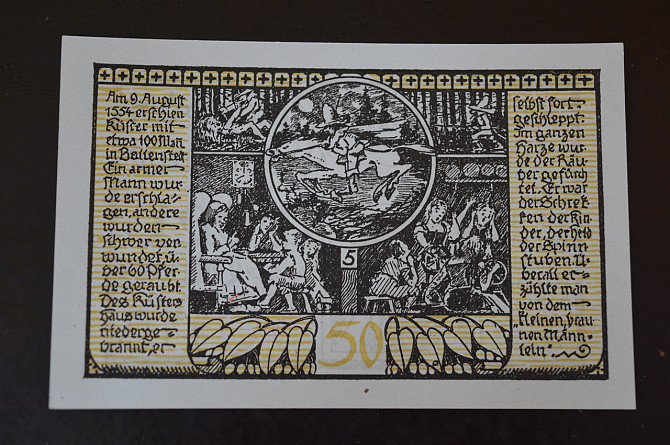 Am 9. August
1554 erschien
Küster mit
etwa 100 Man
in Ballenstet
Ein armer
Mann wur-
de erschla-
gen, andere
wurden
schwer ver
wundet ü-
ber 60 Pfer-
de geraubt.
Des Küsters
Haus wurde
niederge-
brannt, er
selbst fort-
geschleppt.
Im ganzen
Harze wur-
de der Räu-
ber gefürch
tet. Er war
der Schrek-
ken der Kin-
der, der Held
der Spinn-
stuben. U-
berall er-
zählte man
von dem
"kleinen, brau
nen Männ-
lein".
5
50